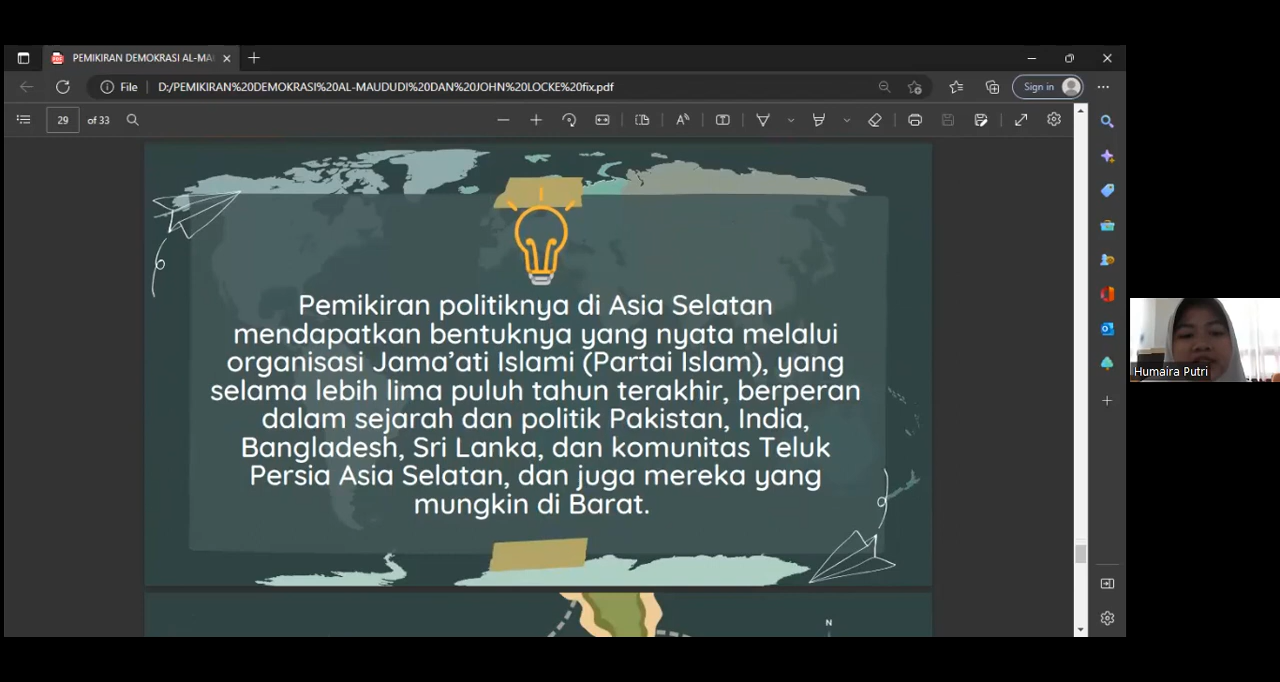 PEMIKIRAN DEMOKRASI AL-MA
File
D:/PEMIKIRAN%20DEMOKRASI%20AL-MAUDUDI%20DAN%20JOHN%20LOCKE%20fix.pdf
Sign in
29 of 33
Pemikiran politiknya di Asia Selatan
mendapatkan bentuknya yang nyata melalui
organisasi Jama’ati Islami (Partai Islam), yang
selama lebih lima puluh tahun terakhir, berperan
dalam sejarah dan politik Pakistan, India,
Bangladesh, Sri Lanka, dan komunitas Teluk
Persia Asia Selatan, dan juga mereka yang
mungkin di Barat.
N
Humaira Putri